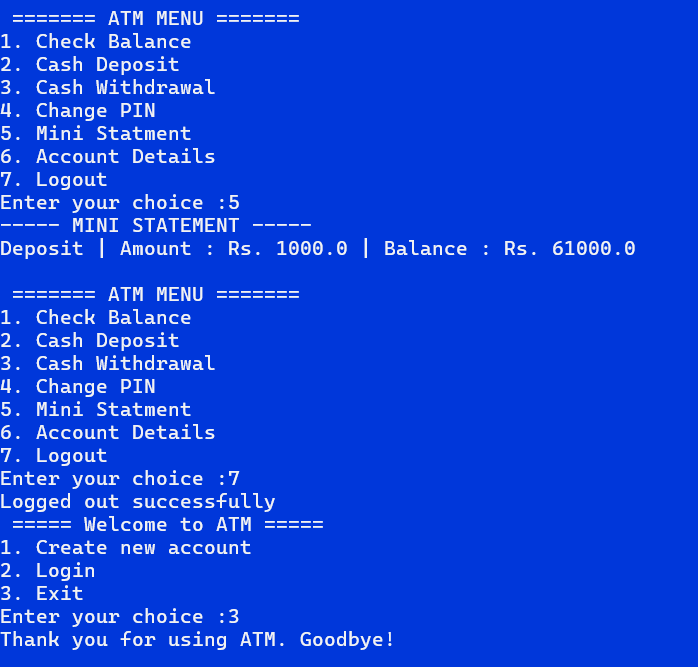 ======= ATM MENU =======
1. Check Balance
2. Cash Deposit
3. Cash Withdrawal
4. Change PIN
5. Mini Statment
6. Account Details
7. Logout
Enter your choice :5
----- MINI STATEMENT -----
Deposit | Amount : Rs. 1000.0 | Balance : Rs. 61000.0
======= ATM MENU =======
1. Check Balance
2. Cash Deposit
3. Cash Withdrawal
4. Change PIN
5. Mini Statment
6. Account Details
7. Logout
Enter your choice :7
Logged out successfully
===== Welcome to ATM =====
1. Create new account
2. Login
3. Exit
Enter your choice :3
Thank you for using ATM. Goodbye!